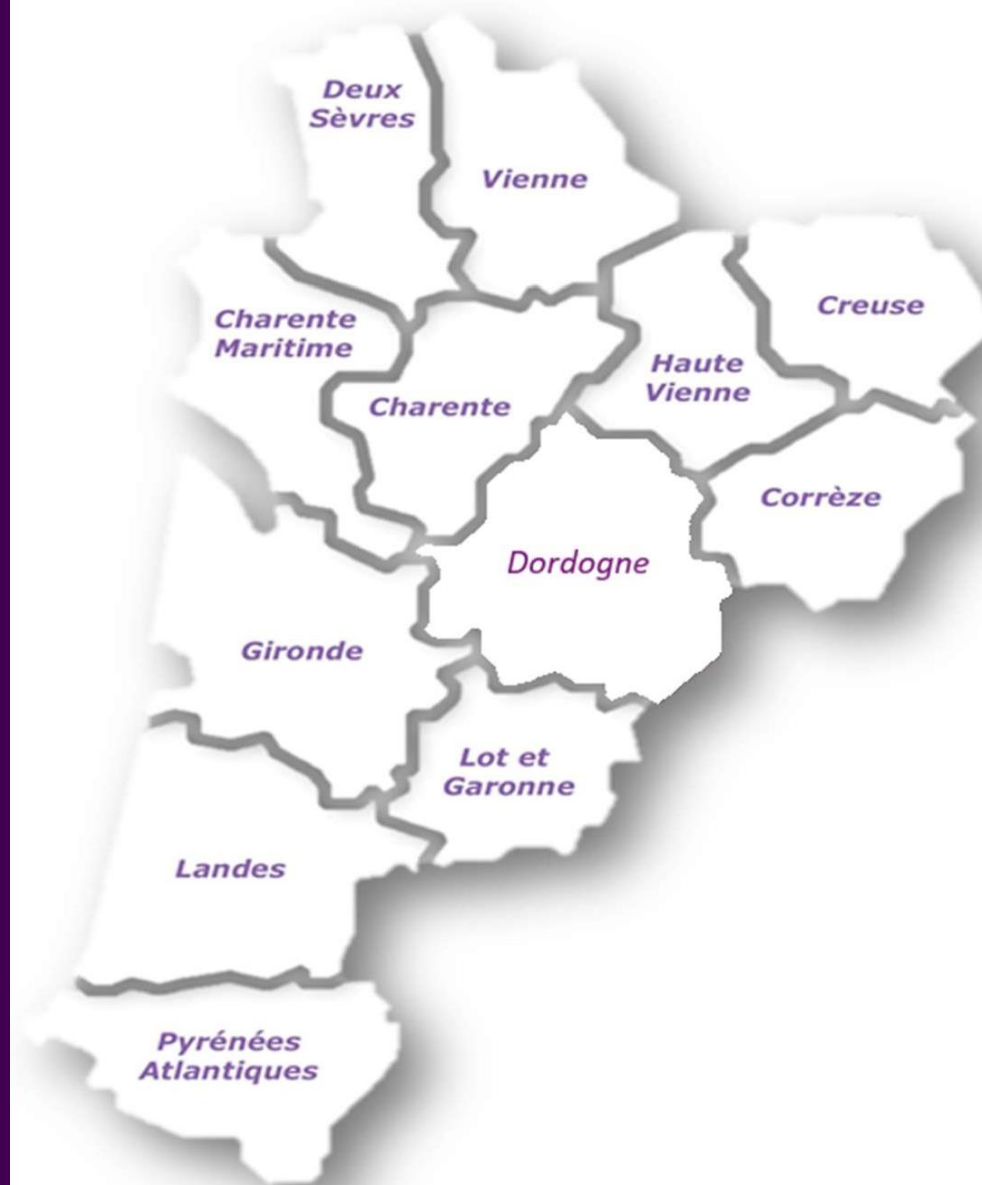 Deux
Sèvres
Vienne
Creuse
Charente
Maritime
Haute
Vienne
Charente
Corrèze
Dordogne
Gironde
Lot et
Garonne
Landes
Pyrénées
Atlantiques